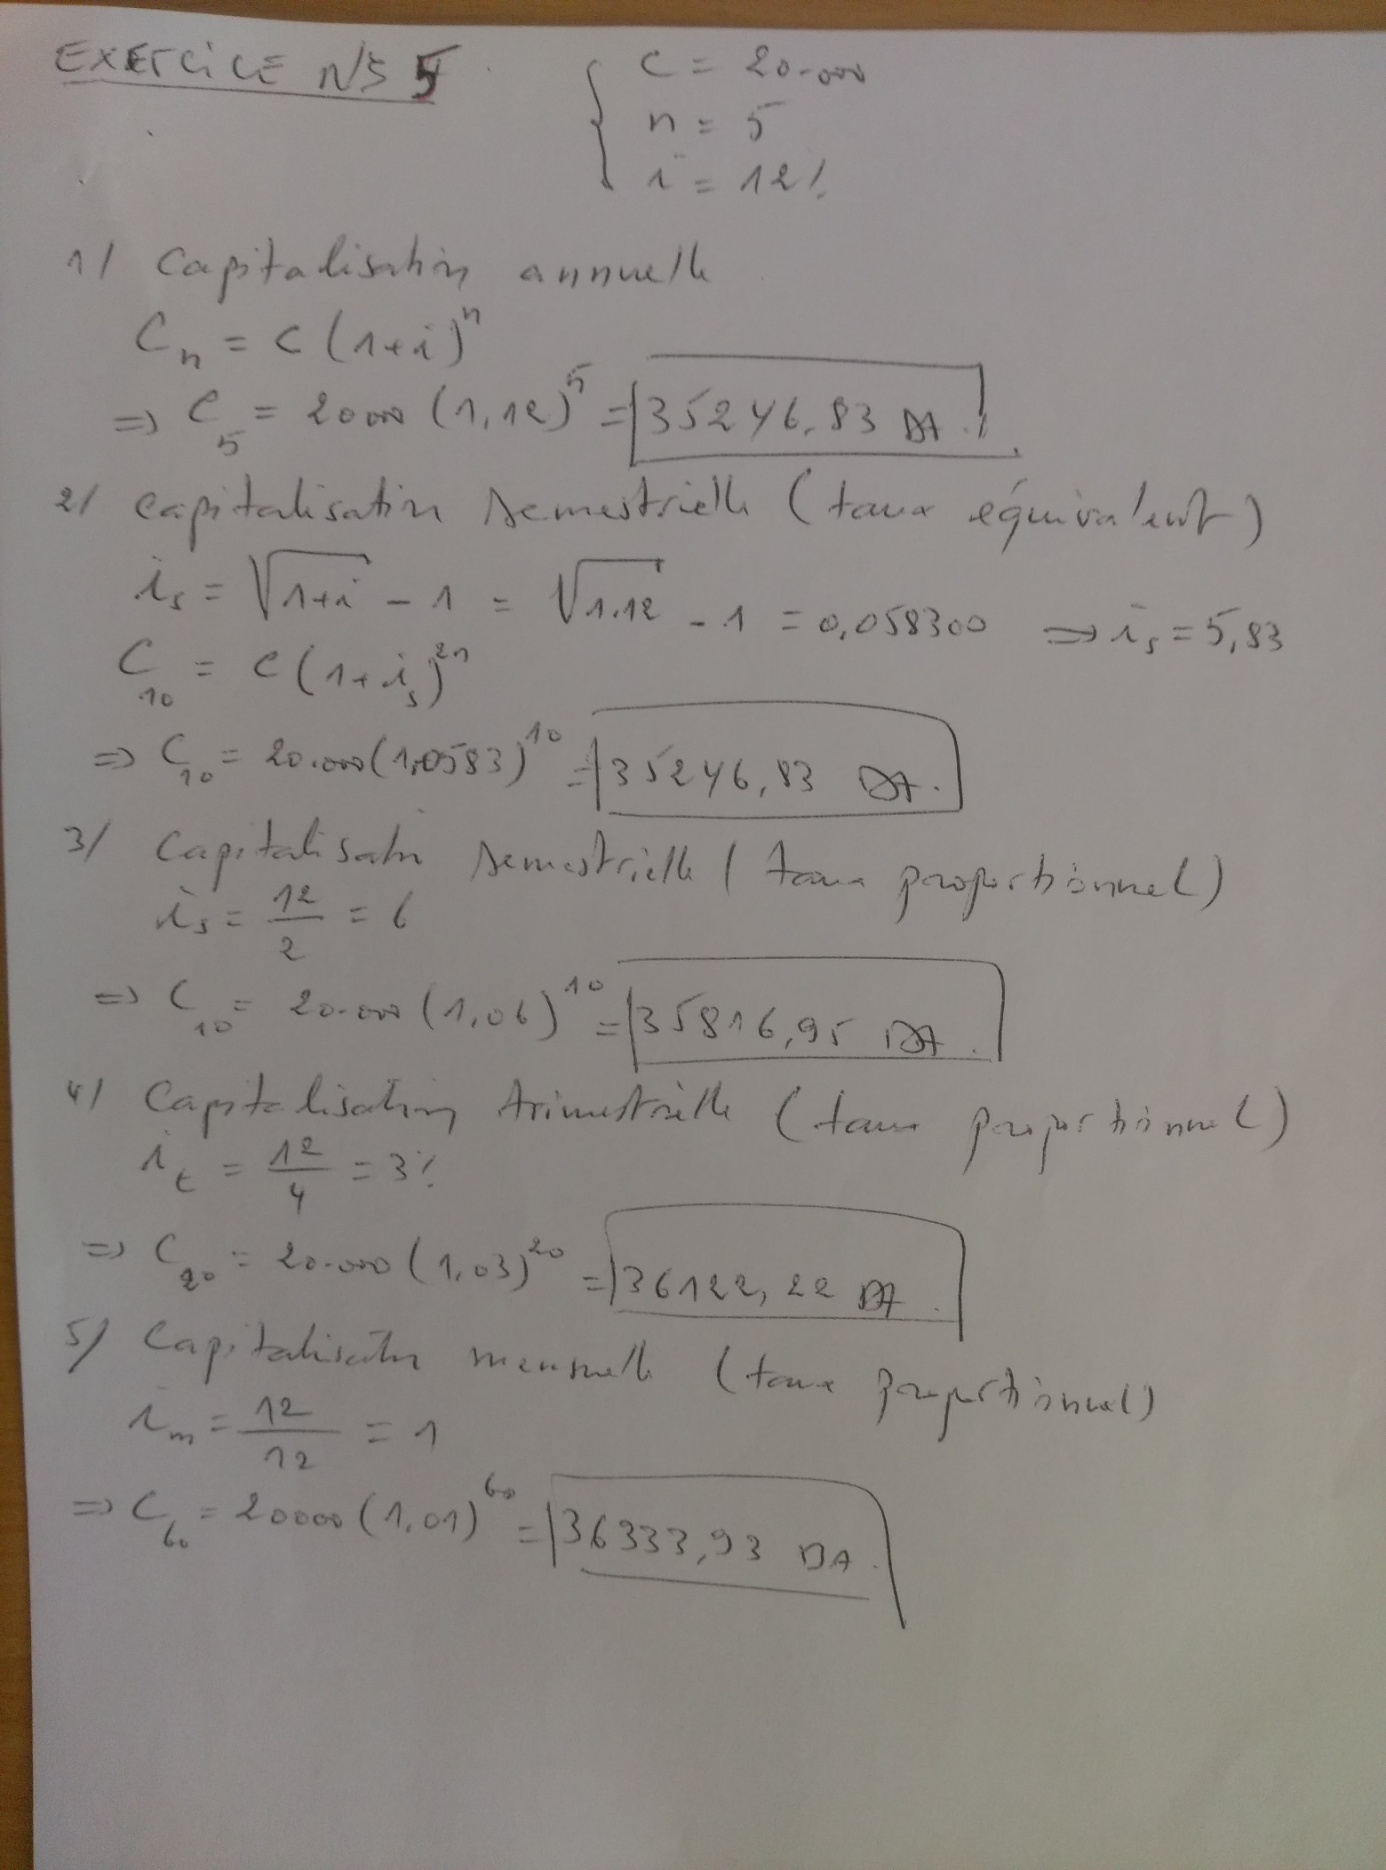 EXERCICE N°5 5
C = 20.000
n = 5
i = 12%
1/ Capitalisation annuelle
Cn = C (1+i)^n
=> C5 = 20000 (1,12)^5 = 35246,83 DA.
2/ Capitalisation semestrielle (taux équivalent)
is = √1+i - 1 = √1.12 - 1 = 0,058300 => is = 5,83
C10 = C (1+is)^2n
=> C10 = 20.000 (1,0583)^10 = 35246,83 DA.
3/ Capitalisation semestrielle (taux proportionnel)
is = 12/2 = 6
=> C10 = 20.000 (1,06)^10 = 35816,95 DA.
4/ Capitalisation trimestrielle (taux proportionnel)
it = 12/4 = 3%
=> C20 = 20.000 (1,03)^20 = 36122,22 DA.
5/ Capitalisation mensuelle (taux proportionnel)
im = 12/12 = 1
=> C60 = 20000 (1,01)^60 = 36333,93 DA.